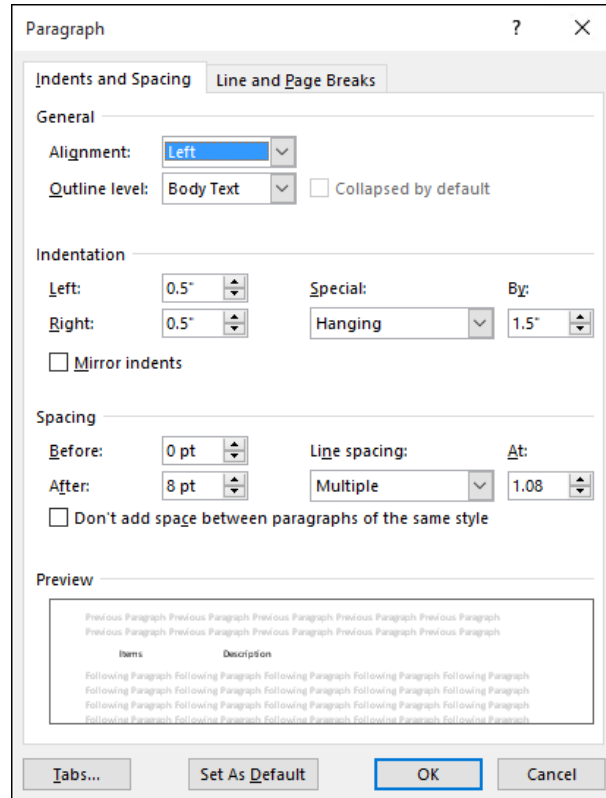 Paragraph ?
Indents and Spacing Line and Page Breaks
General
Alignment: Left
Outline level: Body Text Collapsed by default
Indentation
Left: 0.5" Special: By:
Right: 0.5" Hanging 1.5"
Mirror indents
Spacing
Before: 0 pt Line spacing: At:
After: 8 pt Multiple 1.08
Don't add space between paragraphs of the same style
Preview
Previous Paragraph Previous Paragraph Previous Paragraph Previous Paragraph Previous Paragraph
Previous Paragraph Previous Paragraph Previous Paragraph Previous Paragraph Previous Paragraph
Items Description
Following Paragraph Following Paragraph Following Paragraph Following Paragraph Following Paragraph
Following Paragraph Following Paragraph Following Paragraph Following Paragraph Following Paragraph
Following Paragraph Following Paragraph Following Paragraph Following Paragraph Following Paragraph
Following Paragraph Following Paragraph Following Paragraph Following Paragraph Following Paragraph
Tabs... Set As Default OK Cancel